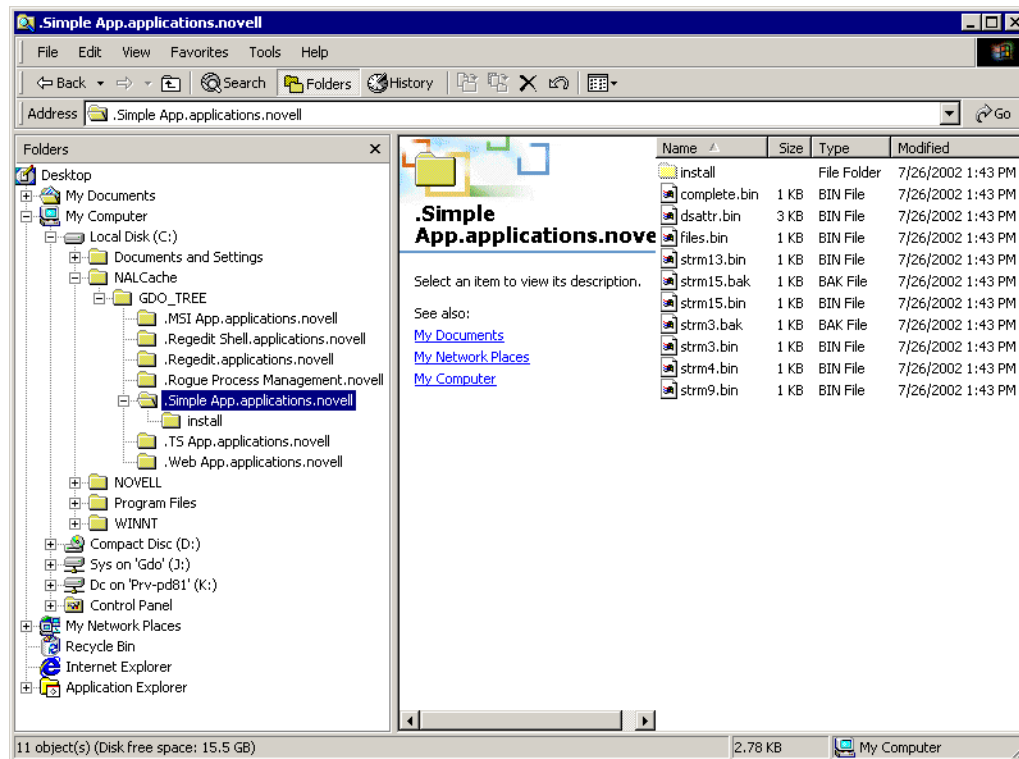 .Simple App.applications.novell
File Edit View Favorites Tools Help
Back Search Folders History
Address .Simple App.applications.novell Go
Folders
Desktop
My Documents
My Computer
Local Disk (C:)
Documents and Settings
NALCache
GDO_TREE
.MSI App.applications.novell
.Regedit Shell.applications.novell
.Regedit.applications.novell
.Rogue Process Management.novell
.Simple App.applications.novell
install
.TS App.applications.novell
.Web App.applications.novell
NOVELL
Program Files
WINNT
Compact Disc (D:)
Sys on 'Gdo' (J:)
Dc on 'Prv-pd81' (K:)
Control Panel
My Network Places
Recycle Bin
Internet Explorer
Application Explorer
.Simple
App.applications.nove
Select an item to view its description.
See also:
My Documents
My Network Places
My Computer
Name Size Type Modified
install File Folder 7/26/2002 1:43 PM
complete.bin 1 KB BIN File 7/26/2002 1:43 PM
dsattr.bin 3 KB BIN File 7/26/2002 1:43 PM
files.bin 1 KB BIN File 7/26/2002 1:43 PM
strm13.bin 1 KB BIN File 7/26/2002 1:43 PM
strm15.bak 1 KB BAK File 7/26/2002 1:43 PM
strm15.bin 1 KB BIN File 7/26/2002 1:43 PM
strm3.bak 1 KB BAK File 7/26/2002 1:43 PM
strm3.bin 1 KB BIN File 7/26/2002 1:43 PM
strm4.bin 1 KB BIN File 7/26/2002 1:43 PM
strm9.bin 1 KB BIN File 7/26/2002 1:43 PM
11 object(s) (Disk free space: 15.5 GB) 2.78 KB My Computer